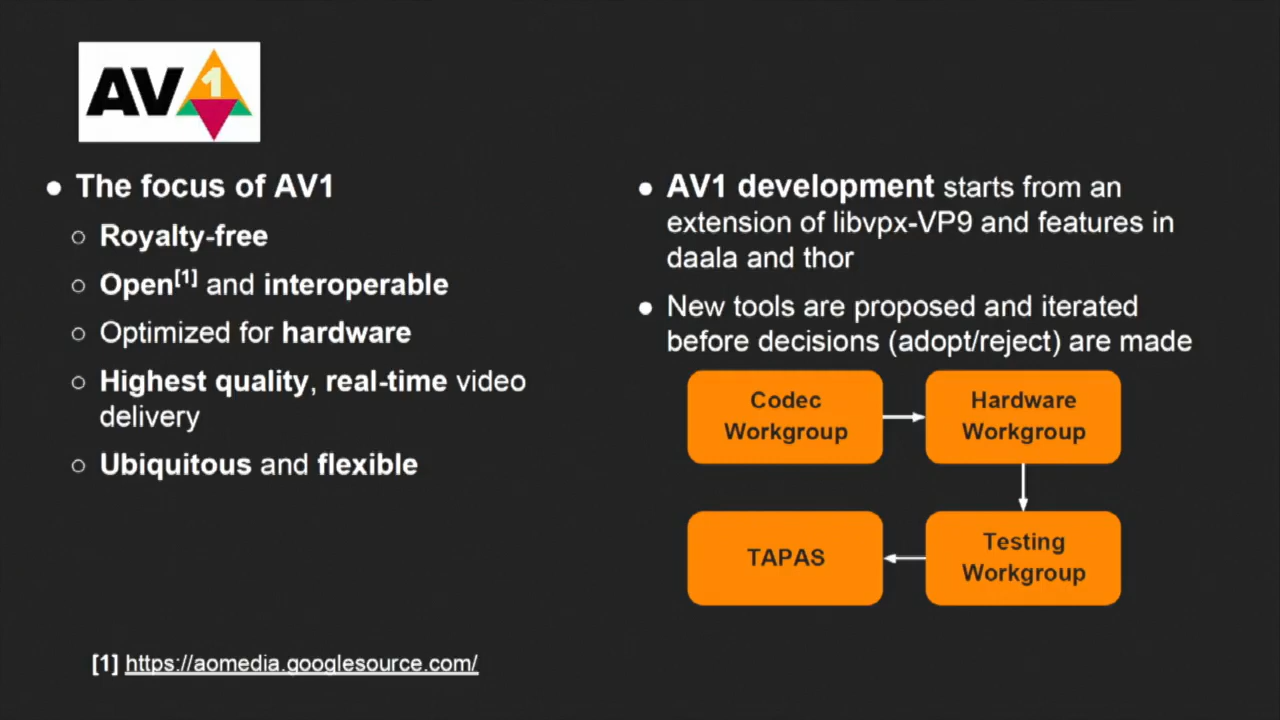 AV1
● The focus of AV1
○ Royalty-free
○ Open[1] and interoperable
○ Optimized for hardware
○ Highest quality, real-time video
delivery
○ Ubiquitous and flexible
● AV1 development starts from an
extension of libvpx-VP9 and features in
daala and thor
● New tools are proposed and iterated
before decisions (adopt/reject) are made
Codec
Workgroup
Hardware
Workgroup
TAPAS
Testing
Workgroup
[1] https://aomedia.googlesource.com/